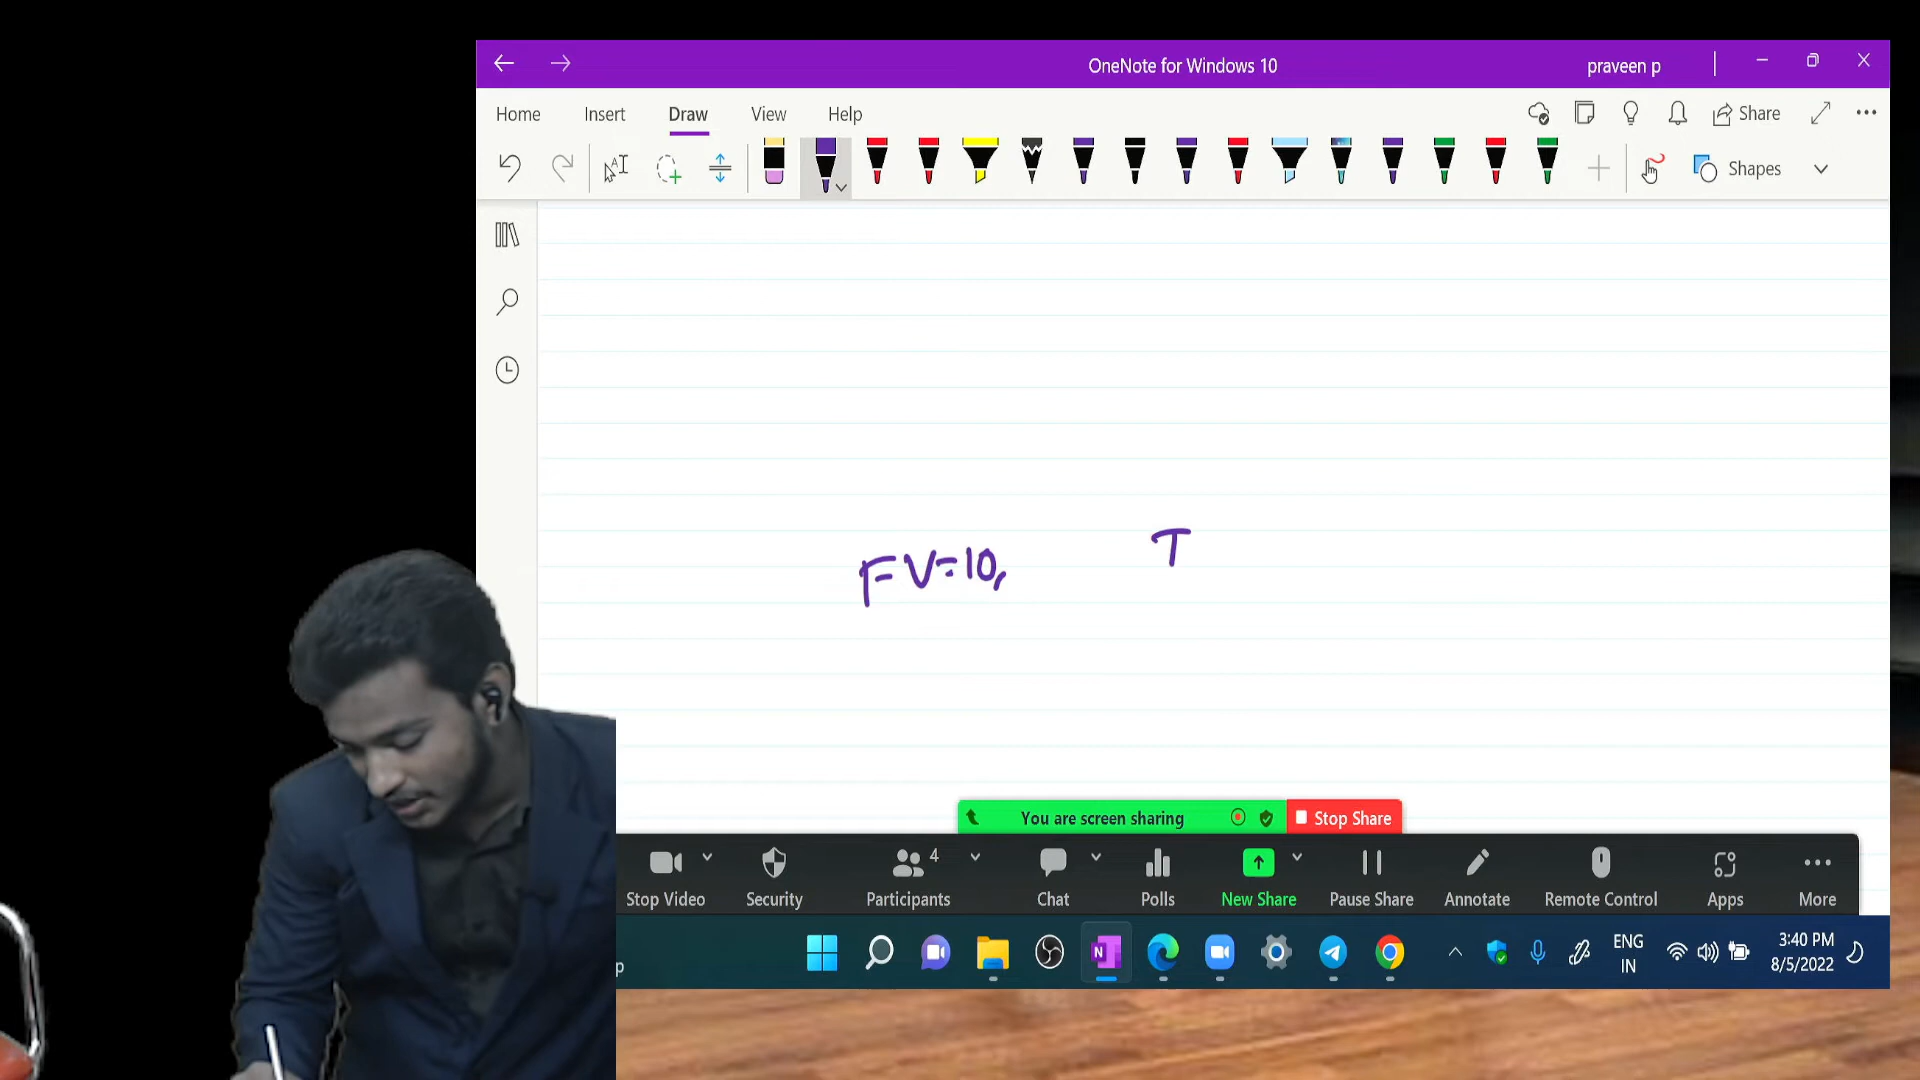 OneNote for Windows 10
praveen p
Home Insert Draw View Help Share
Shapes
FV=10, T
You are screen sharing Stop Share
4
Stop Video Security Participants Chat Polls New Share Pause Share Annotate Remote Control Apps More
N
ENG
IN
3:40 PM
8/5/2022
p